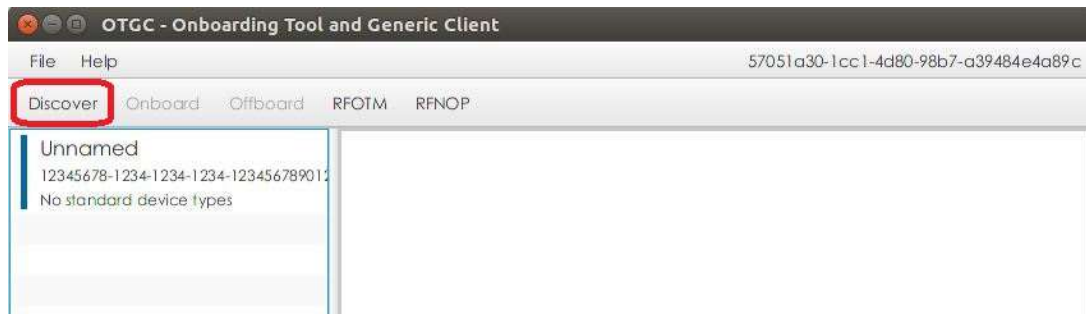 OTGC - Onboarding Tool and Generic Client
File Help 57051a30-1cc1-4d80-98b7-a39484e4a89c
Discover Onboard Offboard RFOTM RFNOP
Unnamed
12345678-1234-1234-1234-123456789012
No standard device types